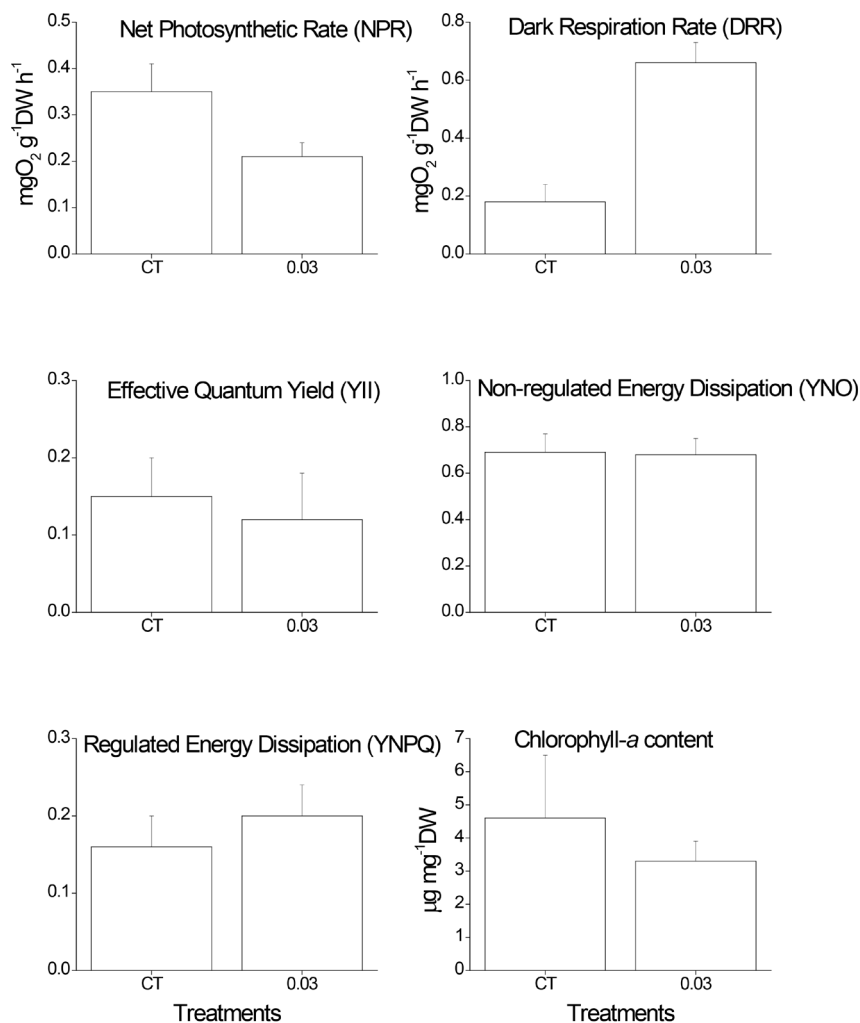 Net Photosynthetic Rate (NPR)
mgO₂ g⁻¹DW h⁻¹
0.5
0.4
0.3
0.2
0.1
0.0
CT 0.03
Dark Respiration Rate (DRR)
mgO₂ g⁻¹DW h⁻¹
0.8
0.6
0.4
0.2
0.0
CT 0.03
Effective Quantum Yield (YII)
0.3
0.2
0.1
0.0
CT 0.03
Non-regulated Energy Dissipation (YNO)
1.0
0.8
0.6
0.4
0.2
0.0
CT 0.03
Regulated Energy Dissipation (YNPQ)
0.3
0.2
0.1
0.0
CT 0.03
Treatments
Chlorophyll-a content
µg mg⁻¹DW
7
6
5
4
3
2
1
0
CT 0.03
Treatments